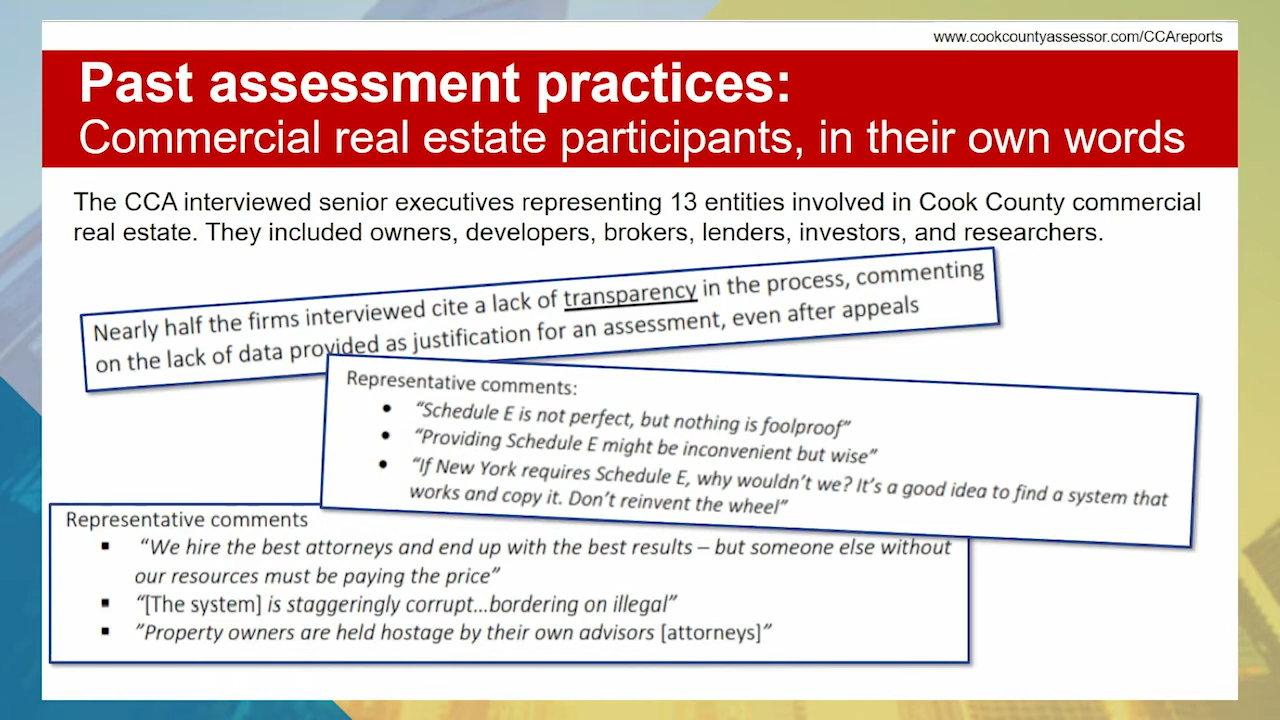 www.cookcountyassessor.com/CCAreports
Past assessment practices:
Commercial real estate participants, in their own words
The CCA interviewed senior executives representing 13 entities involved in Cook County commercial
real estate. They included owners, developers, brokers, lenders, investors, and researchers.
Nearly half the firms interviewed cite a lack of transparency in the process, commenting
on the lack of data provided as justification for an assessment, even after appeals
Representative comments:
• “Schedule E is not perfect, but nothing is foolproof”
• “Providing Schedule E might be inconvenient but wise”
• “If New York requires Schedule E, why wouldn’t we? It’s a good idea to find a system that
works and copy it. Don’t reinvent the wheel”
Representative comments
▪ “We hire the best attorneys and end up with the best results – but someone else without
our resources must be paying the price”
▪ “[The system] is staggeringly corrupt…bordering on illegal”
▪ ”Property owners are held hostage by their own advisors [attorneys]”